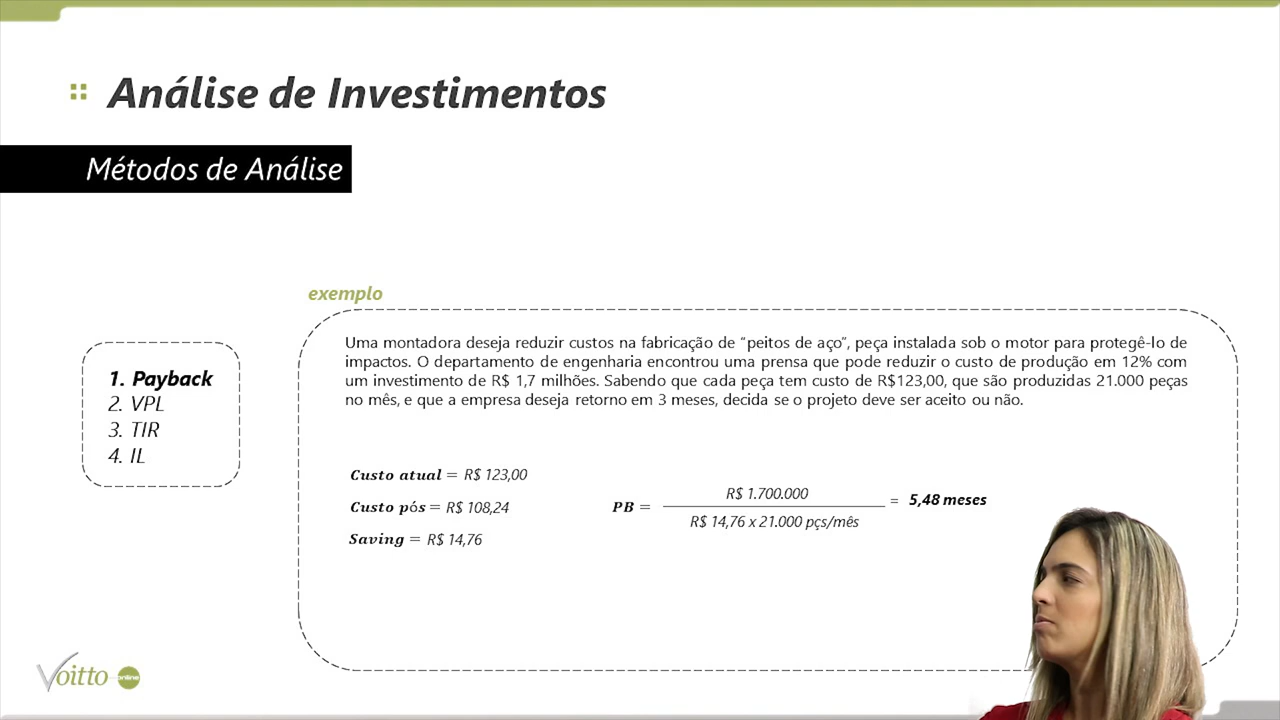 Análise de Investimentos
Métodos de Análise
exemplo
Uma montadora deseja reduzir custos na fabricação de “peitos de aço”, peça instalada sob o motor para protegê-lo de
impactos. O departamento de engenharia encontrou uma prensa que pode reduzir o custo de produção em 12% com
um investimento de R$ 1,7 milhões. Sabendo que cada peça tem custo de R$123,00, que são produzidas 21.000 peças
no mês, e que a empresa deseja retorno em 3 meses, decida se o projeto deve ser aceito ou não.
1. Payback
2. VPL
3. TIR
4. IL
Custo atual = R$ 123,00
Custo pós = R$ 108,24
Saving = R$ 14,76
R$ 1.700.000
PB = = 5,48 meses
R$ 14,76 x 21.000 pçs/mês
Voitto online